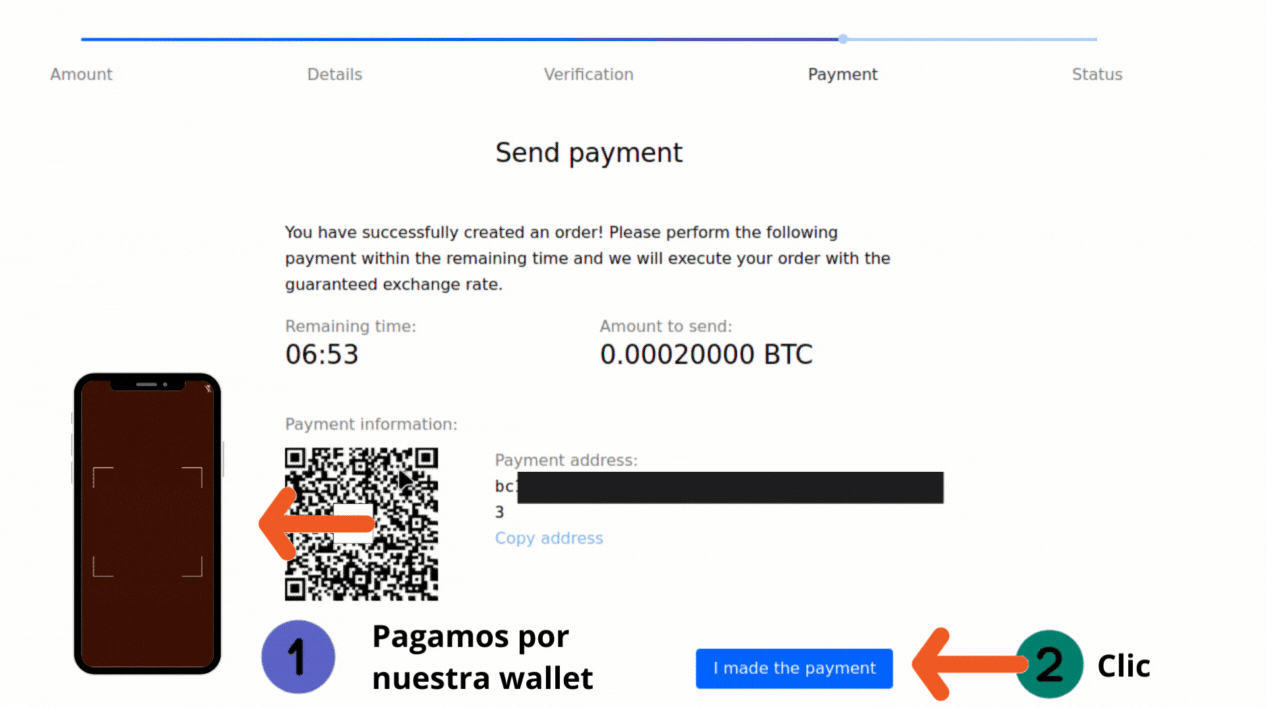 Amount
Details
Verification
Payment
Status
Send payment
You have successfully created an order! Please perform the following
payment within the remaining time and we will execute your order with the
guaranteed exchange rate.
Remaining time:
Amount to send:
06:53
0.00020000 BTC
Payment information:
Payment address:
3
Copy address
1
Pagamos por
nuestra wallet
I made the payment
2
Clic